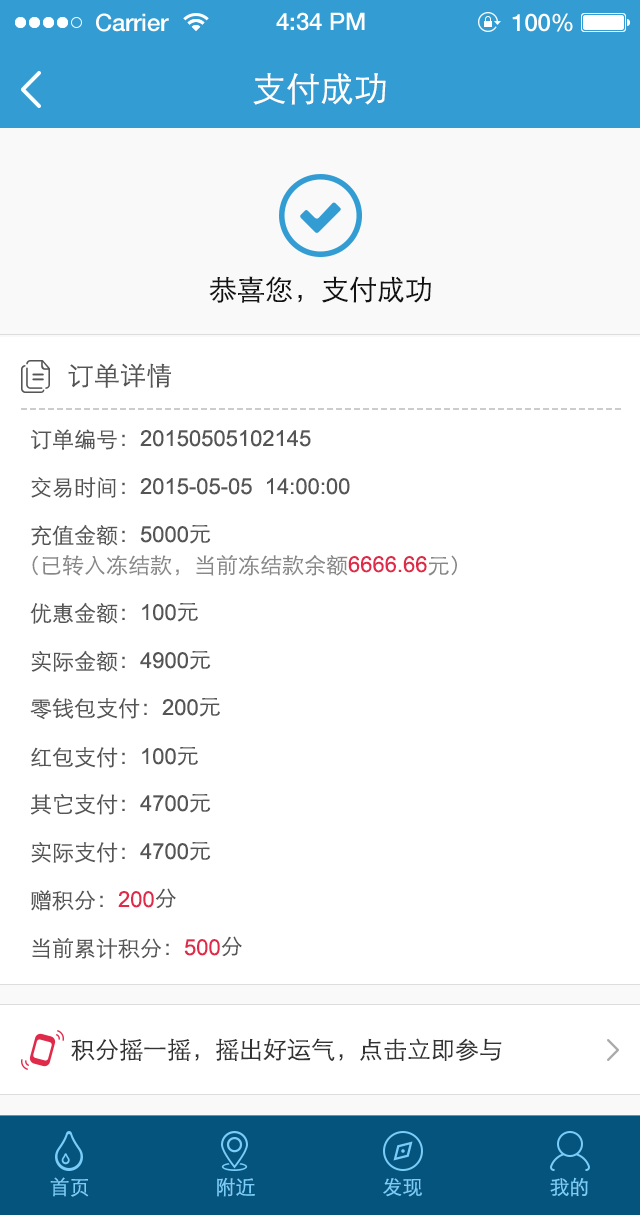 Carrier 4:34 PM 100%
支付成功
恭喜您，支付成功
订单详情
订单编号：20150505102145
交易时间：2015-05-05 14:00:00
充值金额：5000元
（已转入冻结款，当前冻结款余额6666.66元）
优惠金额：100元
实际金额：4900元
零钱包支付：200元
红包支付：100元
其它支付：4700元
实际支付：4700元
赠积分：200分
当前累计积分：500分
积分摇一摇，摇出好运气，点击立即参与
首页 附近 发现 我的